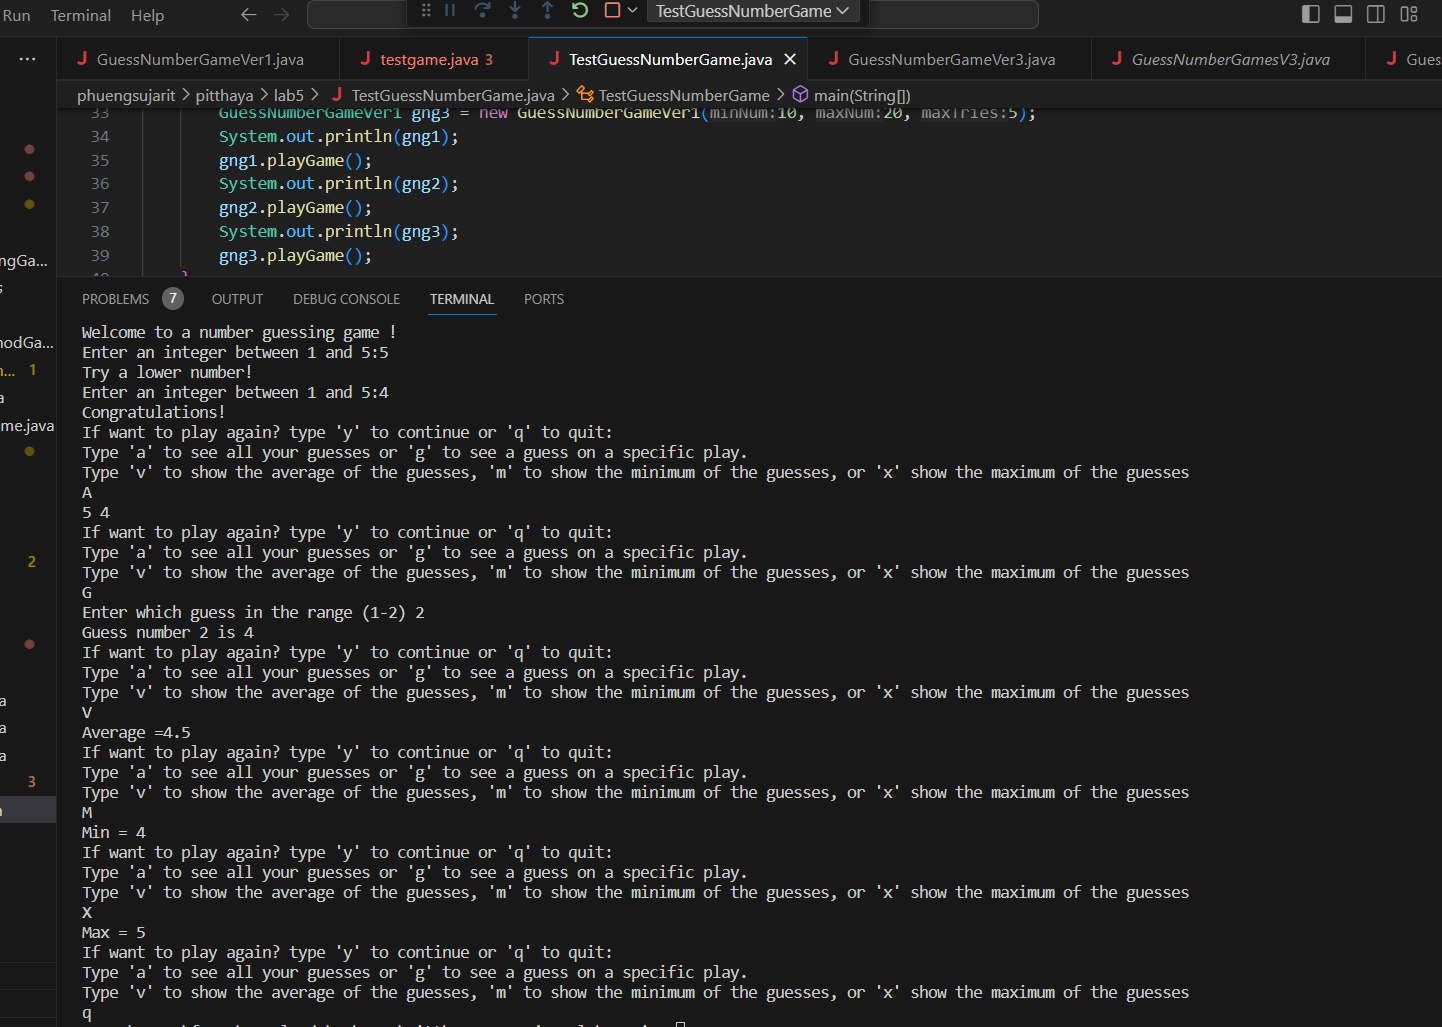 Run Terminal Help
TestGuessNumberGame
GuessNumberGameVer1.java testgame.java 3 TestGuessNumberGame.java GuessNumberGameVer3.java GuessNumberGamesV3.java Gues
phuengsujarit > pitthaya > lab5 > TestGuessNumberGame.java > TestGuessNumberGame > main(String[])
33 GuessNumberGameVer1 gng3 = new GuessNumberGameVer1(minNum:10, maxNum:20, maxTries:5);
34 System.out.println(gng1);
35 gng1.playGame();
36 System.out.println(gng2);
37 gng2.playGame();
38 System.out.println(gng3);
39 gng3.playGame();
ngGa...
s
nodGa...
n... 1
a
me.java
2
a
a
a
3
PROBLEMS 7 OUTPUT DEBUG CONSOLE TERMINAL PORTS
Welcome to a number guessing game !
Enter an integer between 1 and 5:5
Try a lower number!
Enter an integer between 1 and 5:4
Congratulations!
If want to play again? type 'y' to continue or 'q' to quit:
Type 'a' to see all your guesses or 'g' to see a guess on a specific play.
Type 'v' to show the average of the guesses, 'm' to show the minimum of the guesses, or 'x' show the maximum of the guesses
A
5 4
If want to play again? type 'y' to continue or 'q' to quit:
Type 'a' to see all your guesses or 'g' to see a guess on a specific play.
Type 'v' to show the average of the guesses, 'm' to show the minimum of the guesses, or 'x' show the maximum of the guesses
G
Enter which guess in the range (1-2) 2
Guess number 2 is 4
If want to play again? type 'y' to continue or 'q' to quit:
Type 'a' to see all your guesses or 'g' to see a guess on a specific play.
Type 'v' to show the average of the guesses, 'm' to show the minimum of the guesses, or 'x' show the maximum of the guesses
V
Average =4.5
If want to play again? type 'y' to continue or 'q' to quit:
Type 'a' to see all your guesses or 'g' to see a guess on a specific play.
Type 'v' to show the average of the guesses, 'm' to show the minimum of the guesses, or 'x' show the maximum of the guesses
M
Min = 4
If want to play again? type 'y' to continue or 'q' to quit:
Type 'a' to see all your guesses or 'g' to see a guess on a specific play.
Type 'v' to show the average of the guesses, 'm' to show the minimum of the guesses, or 'x' show the maximum of the guesses
X
Max = 5
If want to play again? type 'y' to continue or 'q' to quit:
Type 'a' to see all your guesses or 'g' to see a guess on a specific play.
Type 'v' to show the average of the guesses, 'm' to show the minimum of the guesses, or 'x' show the maximum of the guesses
q